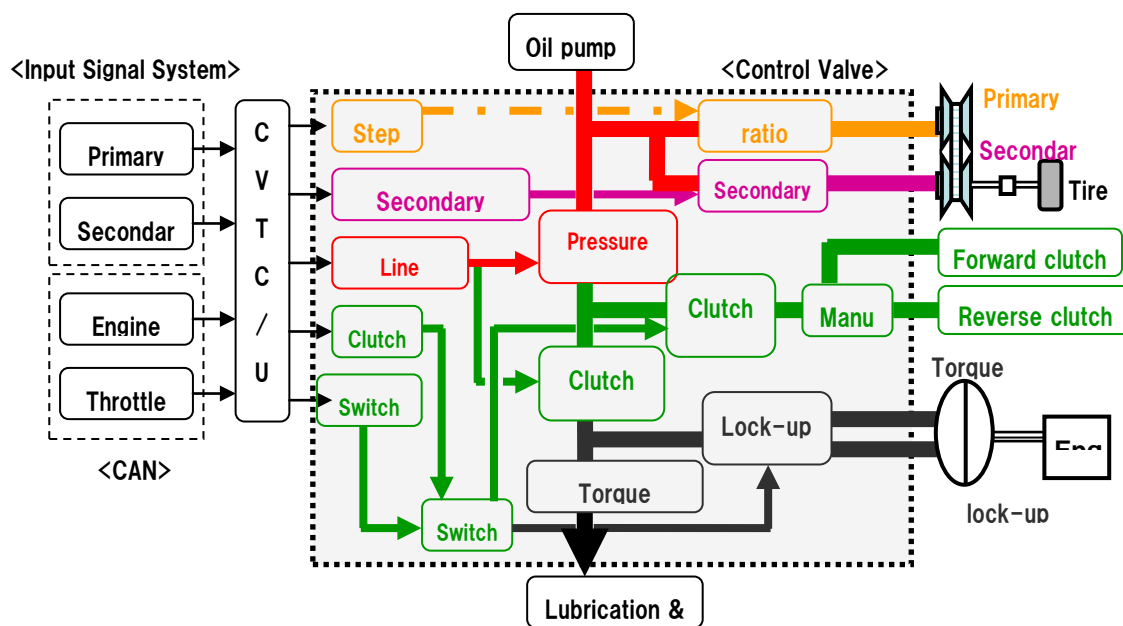 Oil pump
<Input Signal System>
<Control Valve>
Primary
Secondar
Engine
Throttle
<CAN>
C
V
T
C
/
U
Step
Secondary
Line
Clutch
Switch
Switch
ratio
Secondary
Pressure
Clutch
Clutch
Manu
Lock-up
Torque
Primary
Secondar
Tire
Forward clutch
Reverse clutch
Torque
Eng
lock-up
Lubrication &